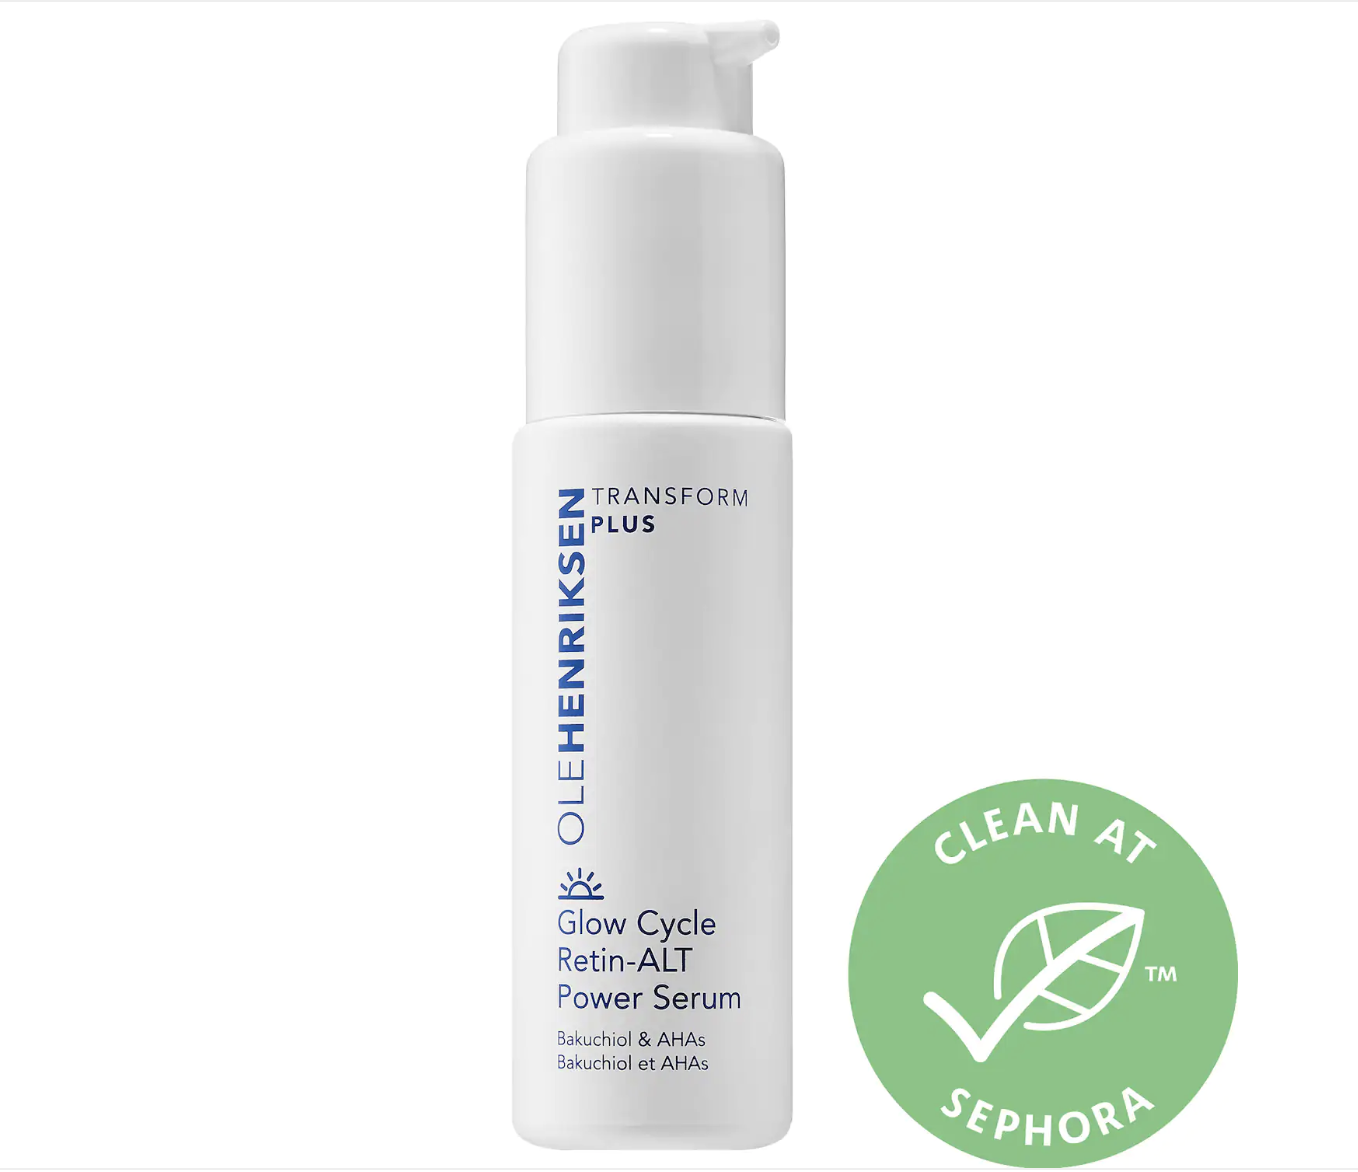 TRANSFORM
PLUS
OLEHENRIKSEN
Glow Cycle
Retin-ALT
Power Serum
Bakuchiol & AHAs
Bakuchiol et AHAs
CLEAN AT
TM
SEPHORA